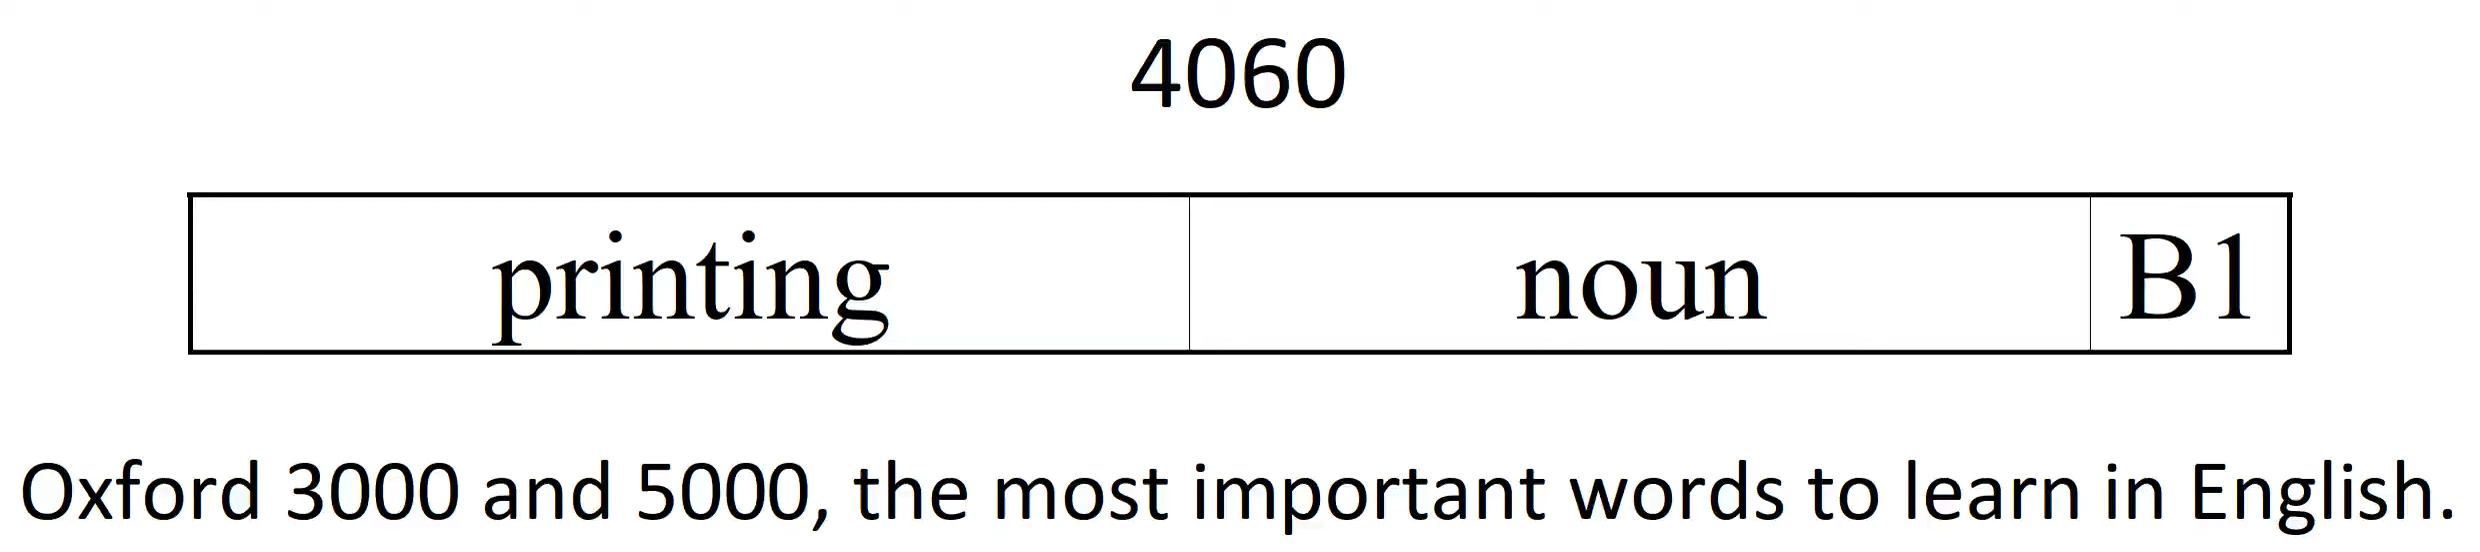 4060
printing noun B1
Oxford 3000 and 5000, the most important words to learn in English.